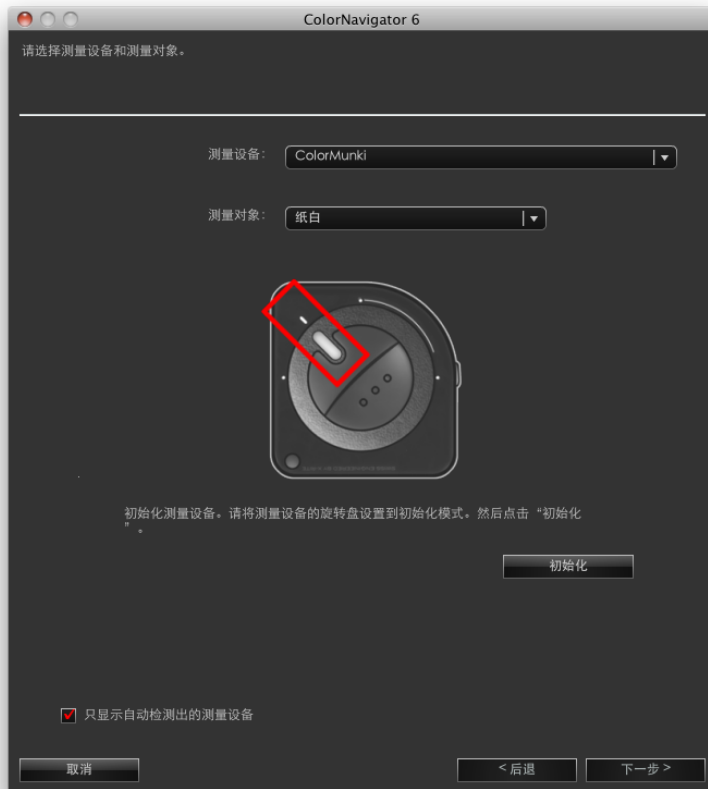 ColorNavigator 6
请选择测量设备和测量对象。
测量设备：
ColorMunki
测量对象：
纸白
初始化测量设备。请将测量设备的旋转盘设置到初始化模式。然后点击“初始化
”。
初始化
只显示自动检测出的测量设备
取消
< 后退
下一步 >